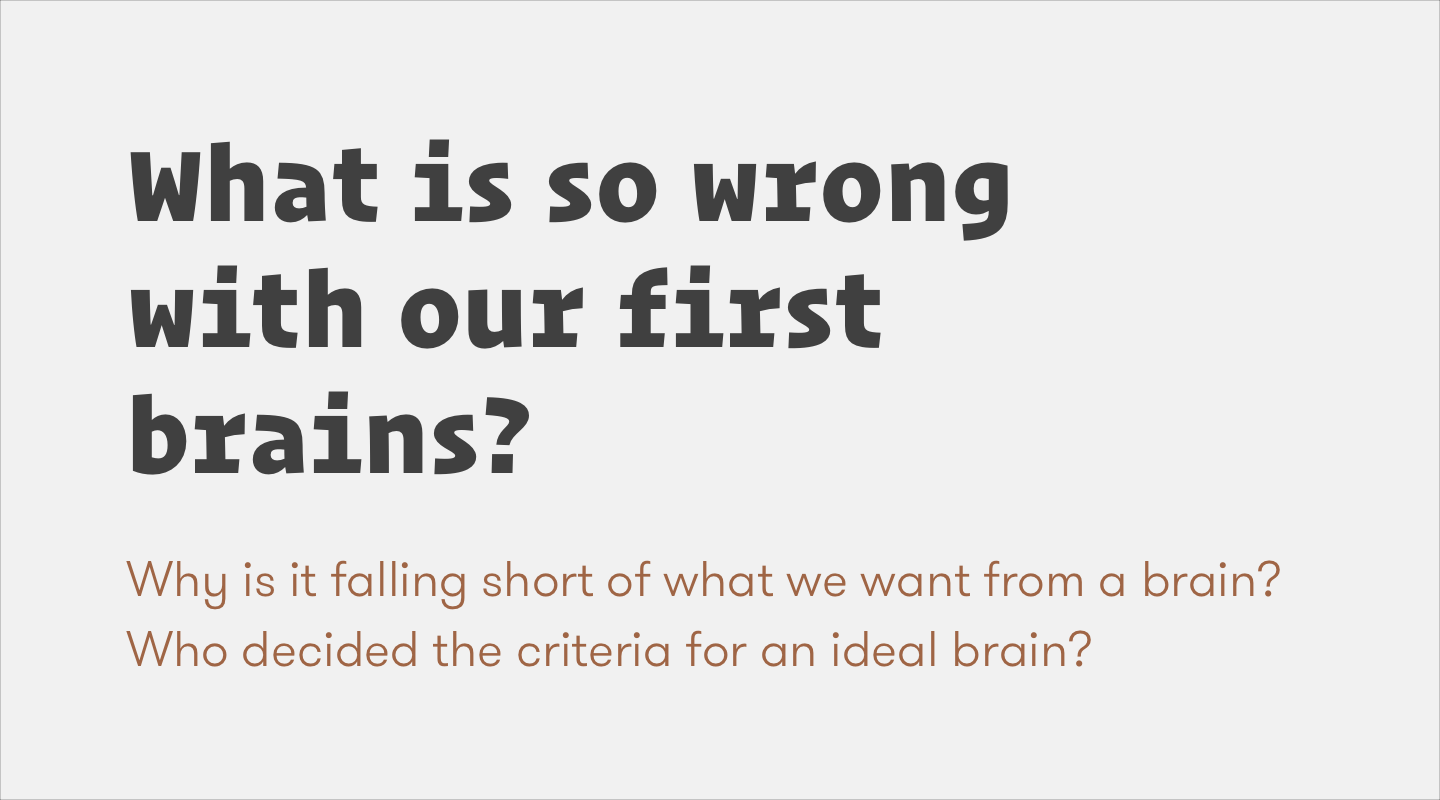 What is so wrong
with our first
brains?
Why is it falling short of what we want from a brain?
Who decided the criteria for an ideal brain?